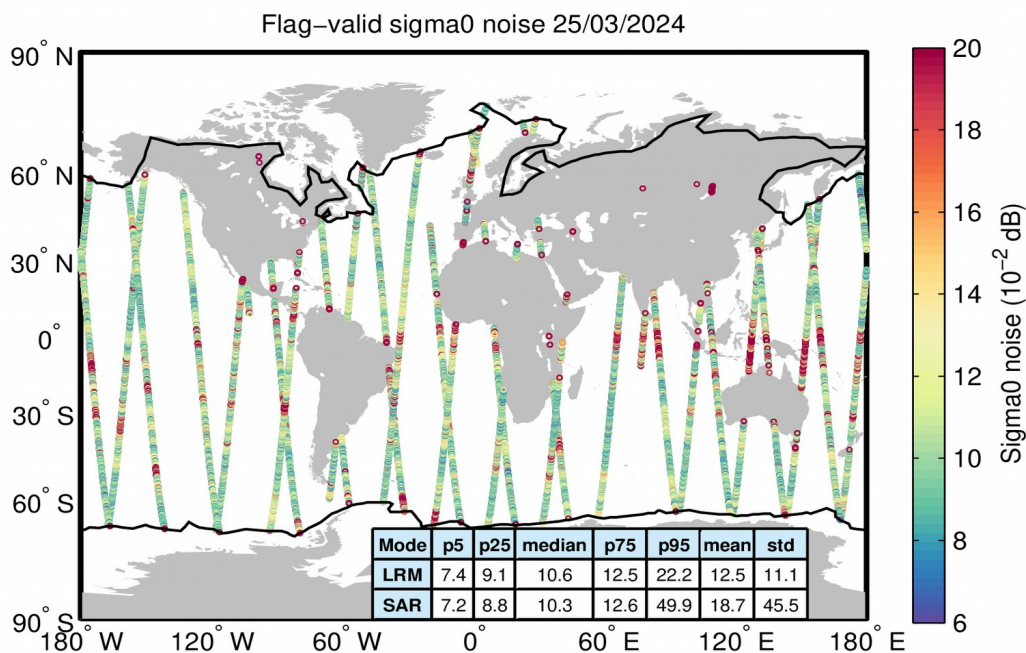 Flag−valid sigma0 noise 25/03/2024
90° N
60° N
30° N
0°
30° S
60° S
90° S
180° W
120° W
60° W
0°
60° E
120° E
180° E
Mode p5 p25 median p75 p95 mean std
LRM 7.4 9.1 10.6 12.5 22.2 12.5 11.1
SAR 7.2 8.8 10.3 12.6 49.9 18.7 45.5
20
18
16
14
12
10
8
6
Sigma0 noise (10⁻² dB)